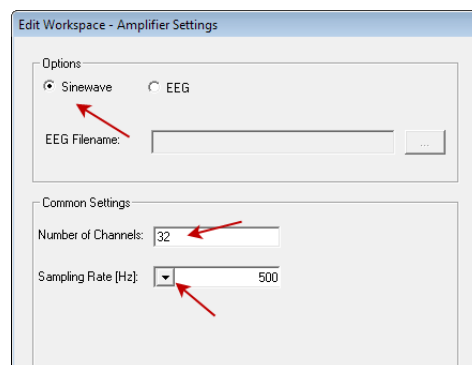 Edit Workspace - Amplifier Settings
Options
Sinewave EEG
EEG Filename: ...
Common Settings
Number of Channels: 32
Sampling Rate [Hz]: 500